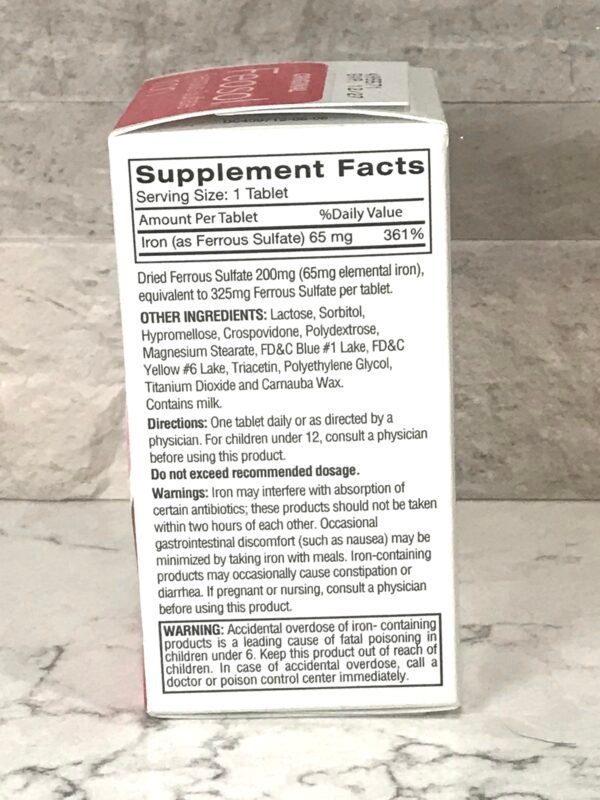 ORIGINAL
Feosol
Supplement Facts
Serving Size: 1 Tablet
Amount Per Tablet %Daily Value
Iron (as Ferrous Sulfate) 65 mg 361%
Dried Ferrous Sulfate 200mg (65mg elemental iron),
equivalent to 325mg Ferrous Sulfate per tablet.
OTHER INGREDIENTS: Lactose, Sorbitol,
Hypromellose, Crospovidone, Polydextrose,
Magnesium Stearate, FD&C Blue #1 Lake, FD&C
Yellow #6 Lake, Triacetin, Polyethylene Glycol,
Titanium Dioxide and Carnauba Wax.
Contains milk.
Directions: One tablet daily or as directed by a
physician. For children under 12, consult a physician
before using this product.
Do not exceed recommended dosage.
Warnings: Iron may interfere with absorption of
certain antibiotics; these products should not be taken
within two hours of each other. Occasional
gastrointestinal discomfort (such as nausea) may be
minimized by taking iron with meals. Iron-containing
products may occasionally cause constipation or
diarrhea. If pregnant or nursing, consult a physician
before using this product.
WARNING: Accidental overdose of iron- containing
products is a leading cause of fatal poisoning in
children under 6. Keep this product out of reach of
children. In case of accidental overdose, call a
doctor or poison control center immediately.